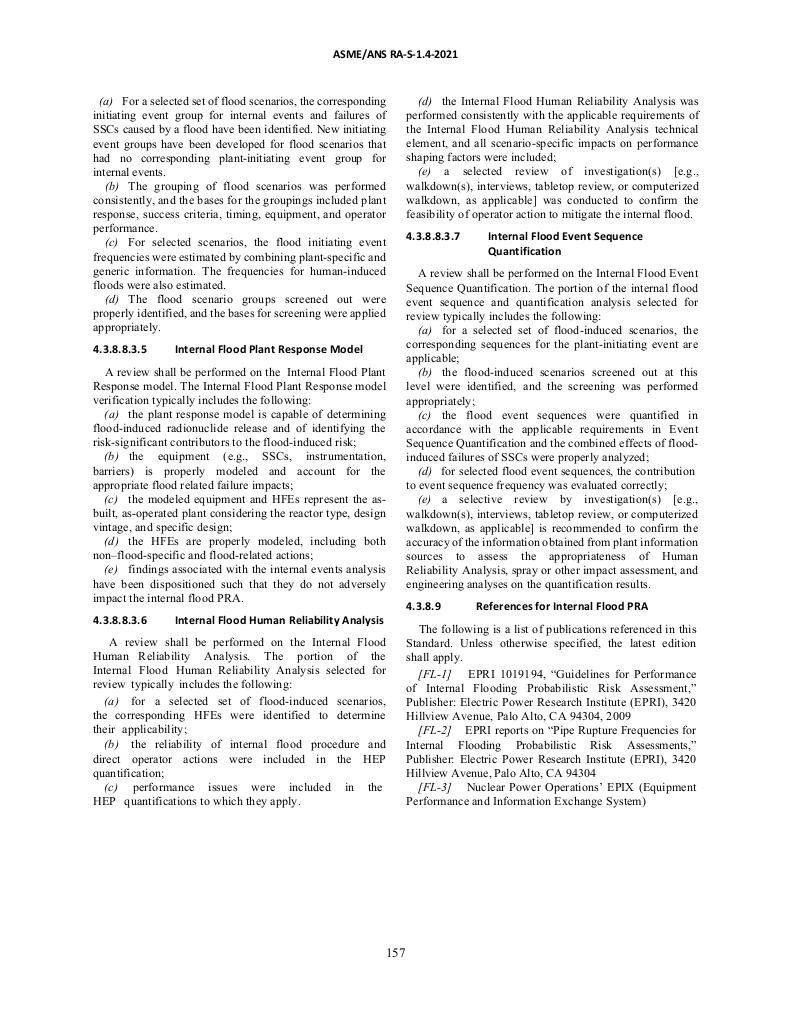 ASME/ANS RA-S-1.4-2021
(a) For a selected set of flood scenarios, the corresponding
initiating event group for internal events and failures of
SSCs caused by a flood have been identified. New initiating
event groups have been developed for flood scenarios that
had no corresponding plant-initiating event group for
internal events.
(b) The grouping of flood scenarios was performed
consistently, and the bases for the groupings included plant
response, success criteria, timing, equipment, and operator
performance.
(c) For selected scenarios, the flood initiating event
frequencies were estimated by combining plant-specific and
generic information. The frequencies for human-induced
floods were also estimated.
(d) The flood scenario groups screened out were
properly identified, and the bases for screening were applied
appropriately.
4.3.8.8.3.5 Internal Flood Plant Response Model
A review shall be performed on the Internal Flood Plant
Response model. The Internal Flood Plant Response model
verification typically includes the following:
(a) the plant response model is capable of determining
flood-induced radionuclide release and of identifying the
risk-significant contributors to the flood-induced risk;
(b) the equipment (e.g., SSCs, instrumentation,
barriers) is properly modeled and account for the
appropriate flood related failure impacts;
(c) the modeled equipment and HFEs represent the as-
built, as-operated plant considering the reactor type, design
vintage, and specific design;
(d) the HFEs are properly modeled, including both
non–flood-specific and flood-related actions;
(e) findings associated with the internal events analysis
have been dispositioned such that they do not adversely
impact the internal flood PRA.
4.3.8.8.3.6 Internal Flood Human Reliability Analysis
A review shall be performed on the Internal Flood
Human Reliability Analysis. The portion of the
Internal Flood Human Reliability Analysis selected for
review typically includes the following:
(a) for a selected set of flood-induced scenarios,
the corresponding HFEs were identified to determine
their applicability;
(b) the reliability of internal flood procedure and
direct operator actions were included in the HEP
quantification;
(c) performance issues were included in the
HEP quantifications to which they apply.
(d) the Internal Flood Human Reliability Analysis was
performed consistently with the applicable requirements of
the Internal Flood Human Reliability Analysis technical
element, and all scenario-specific impacts on performance
shaping factors were included;
(e) a selected review of investigation(s) [e.g.,
walkdown(s), interviews, tabletop review, or computerized
walkdown, as applicable] was conducted to confirm the
feasibility of operator action to mitigate the internal flood.
4.3.8.8.3.7 Internal Flood Event Sequence
Quantification
A review shall be performed on the Internal Flood Event
Sequence Quantification. The portion of the internal flood
event sequence and quantification analysis selected for
review typically includes the following:
(a) for a selected set of flood-induced scenarios, the
corresponding sequences for the plant-initiating event are
applicable;
(b) the flood-induced scenarios screened out at this
level were identified, and the screening was performed
appropriately;
(c) the flood event sequences were quantified in
accordance with the applicable requirements in Event
Sequence Quantification and the combined effects of flood-
induced failures of SSCs were properly analyzed;
(d) for selected flood event sequences, the contribution
to event sequence frequency was evaluated correctly;
(e) a selective review by investigation(s) [e.g.,
walkdown(s), interviews, tabletop review, or computerized
walkdown, as applicable] is recommended to confirm the
accuracy of the information obtained from plant information
sources to assess the appropriateness of Human
Reliability Analysis, spray or other impact assessment, and
engineering analyses on the quantification results.
4.3.8.9 References for Internal Flood PRA
The following is a list of publications referenced in this
Standard. Unless otherwise specified, the latest edition
shall apply.
[FL-1] EPRI 1019194, “Guidelines for Performance
of Internal Flooding Probabilistic Risk Assessment,”
Publisher: Electric Power Research Institute (EPRI), 3420
Hillview Avenue, Palo Alto, CA 94304, 2009
[FL-2] EPRI reports on “Pipe Rupture Frequencies for
Internal Flooding Probabilistic Risk Assessments,”
Publisher: Electric Power Research Institute (EPRI), 3420
Hillview Avenue, Palo Alto, CA 94304
[FL-3] Nuclear Power Operations’ EPIX (Equipment
Performance and Information Exchange System)
157